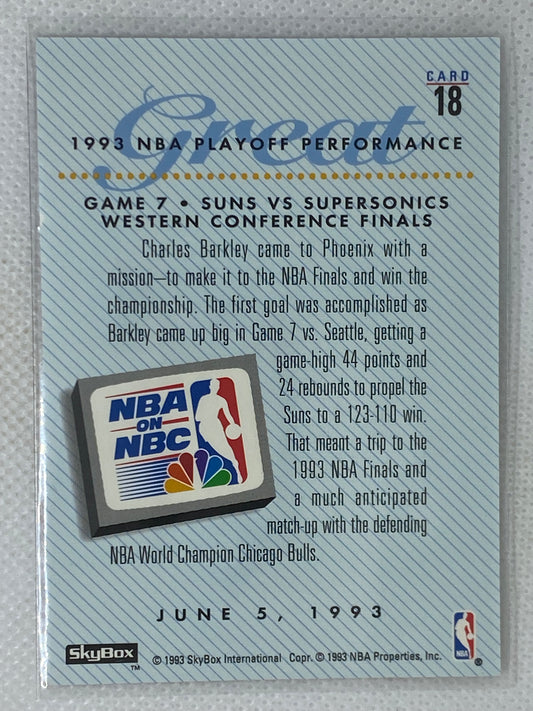 CARD
18
Great
1993 NBA PLAYOFF PERFORMANCE
GAME 7 • SUNS VS SUPERSONICS
WESTERN CONFERENCE FINALS
Charles Barkley came to Phoenix with a
mission—to make it to the NBA Finals and win the
championship. The first goal was accomplished as
Barkley came up big in Game 7 vs. Seattle, getting a
game-high 44 points and
24 rebounds to propel the
Suns to a 123-110 win.
That meant a trip to the
1993 NBA Finals and
a much anticipated
match-up with the defending
NBA World Champion Chicago Bulls.
NBA
ON
NBC
JUNE 5, 1993
SkyBox
TM
© 1993 SkyBox International Copr. © 1993 NBA Properties, Inc.
NBA
®